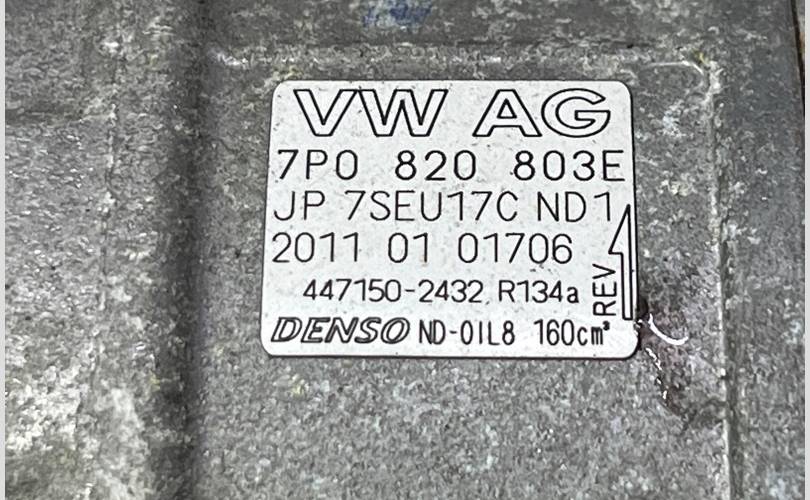 VW AG
7P0 820 803E
JP 7SEU17C ND1
2011 01 01706
447150-2432 R134a
REV
DENSO ND-OIL8 160cm³